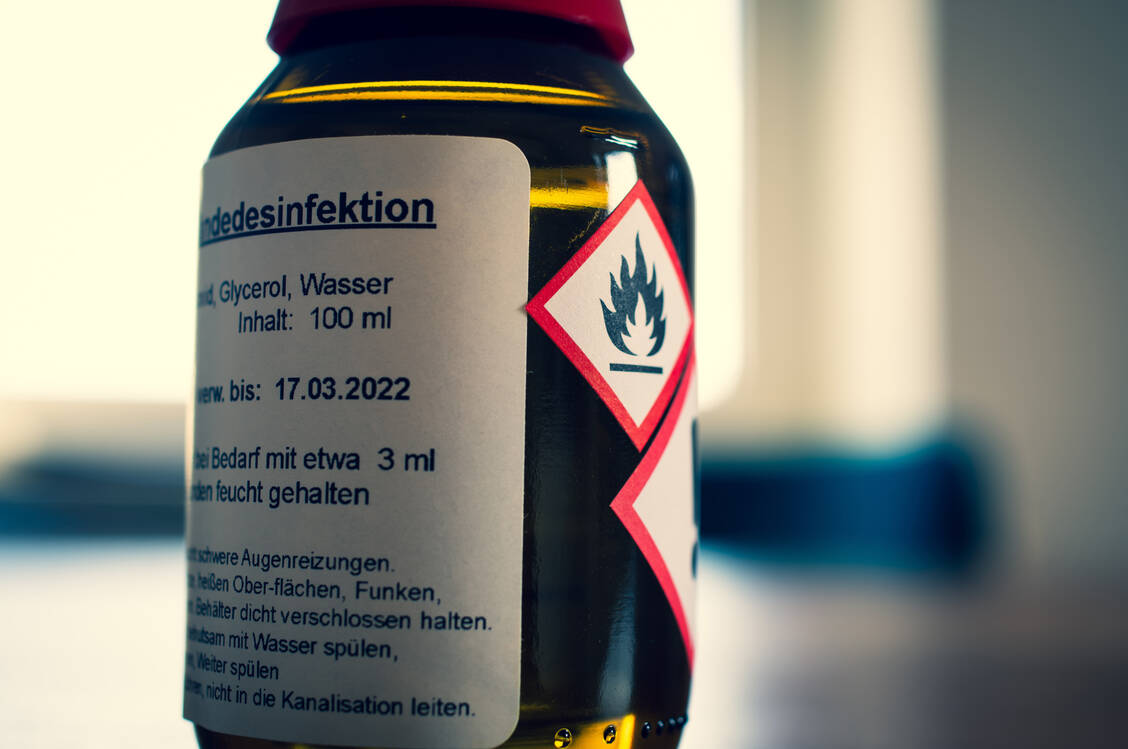 ndedesinfektion
oxid, Glycerol, Wasser
Inhalt: 100 ml
verw. bis: 17.03.2022
bei Bedarf mit etwa 3 ml
feucht gehalten
schwere Augenreizungen.
heißen Ober-flächen, Funken,
Behälter dicht verschlossen halten.
mit Wasser spülen,
Weiter spülen
nicht in die Kanalisation leiten.